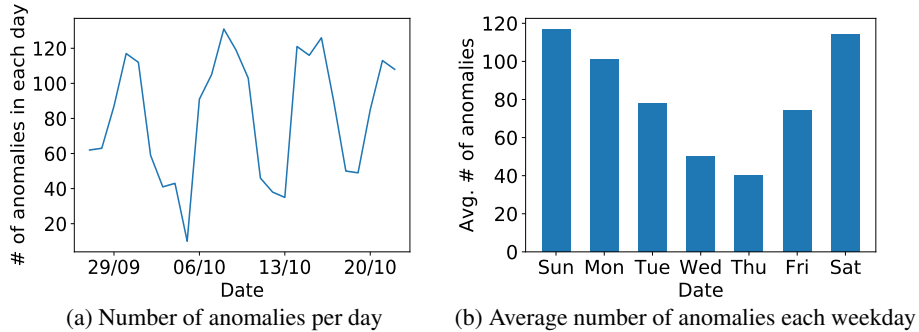 # of anomalies in each day
120
100
80
60
40
20
29/09 06/10 13/10 20/10
Date
(a) Number of anomalies per day
Avg. # of anomalies
120
100
80
60
40
20
0
Sun Mon Tue Wed Thu Fri Sat
Date
(b) Average number of anomalies each weekday